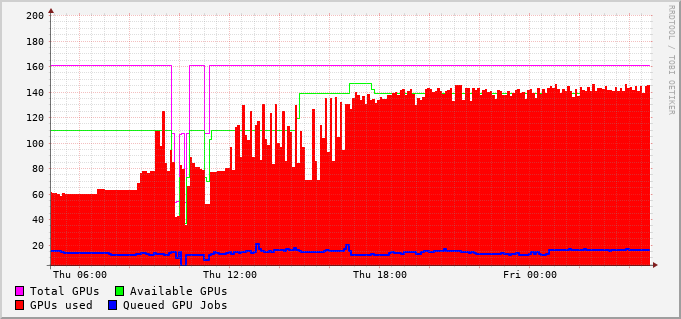 200
180
160
140
120
100
80
60
40
20
Thu 06:00 Thu 12:00 Thu 18:00 Fri 00:00
Total GPUs Available GPUs
GPUs used Queued GPU Jobs
RRDTOOL / TOBI OETIKER